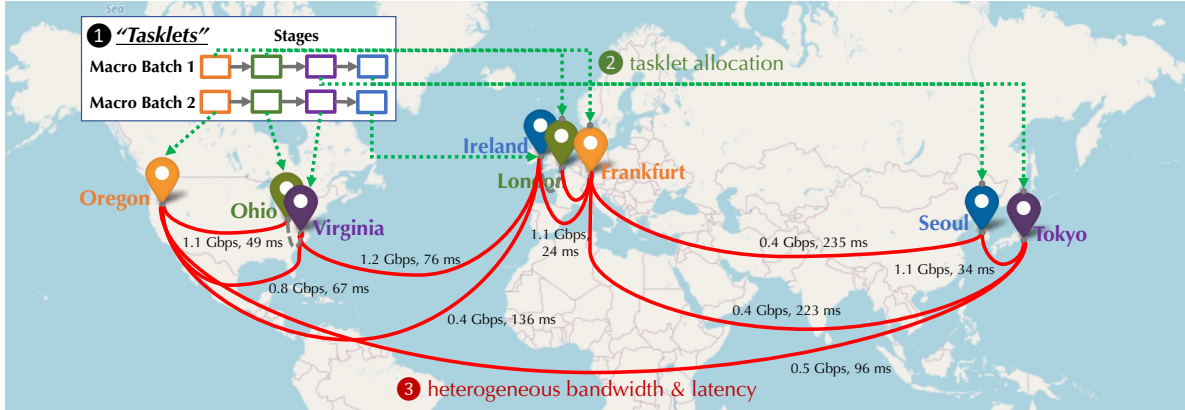 Sea
❶ "Tasklets" Stages
Macro Batch 1
Macro Batch 2
❷ tasklet allocation
Ireland
London
Frankfurt
Oregon
Ohio
Virginia
Seoul
Tokyo
1.1 Gbps, 49 ms
1.2 Gbps, 76 ms
1.1 Gbps,
24 ms
0.4 Gbps, 235 ms
1.1 Gbps, 34 ms
0.8 Gbps, 67 ms
0.4 Gbps, 136 ms
0.4 Gbps, 223 ms
0.5 Gbps, 96 ms
❸ heterogeneous bandwidth & latency